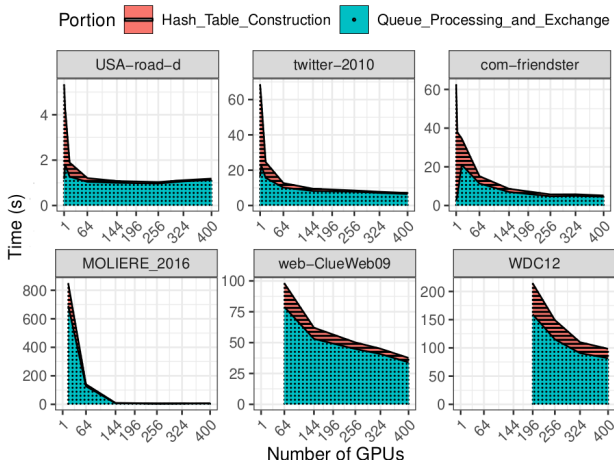 Portion Hash_Table_Construction Queue_Processing_and_Exchange
USA-road-d twitter-2010 com-friendster
4
2
0
60
40
20
0
60
40
20
0
1 64 144 196 256 324 400
1 64 144 196 256 324 400
1 64 144 196 256 324 400
Time (s)
MOLIERE_2016 web-ClueWeb09 WDC12
800
600
400
200
0
100
75
50
25
0
200
150
100
50
0
1 64 144 196 256 324 400
1 64 144 196 256 324 400
1 64 144 196 256 324 400
Number of GPUs